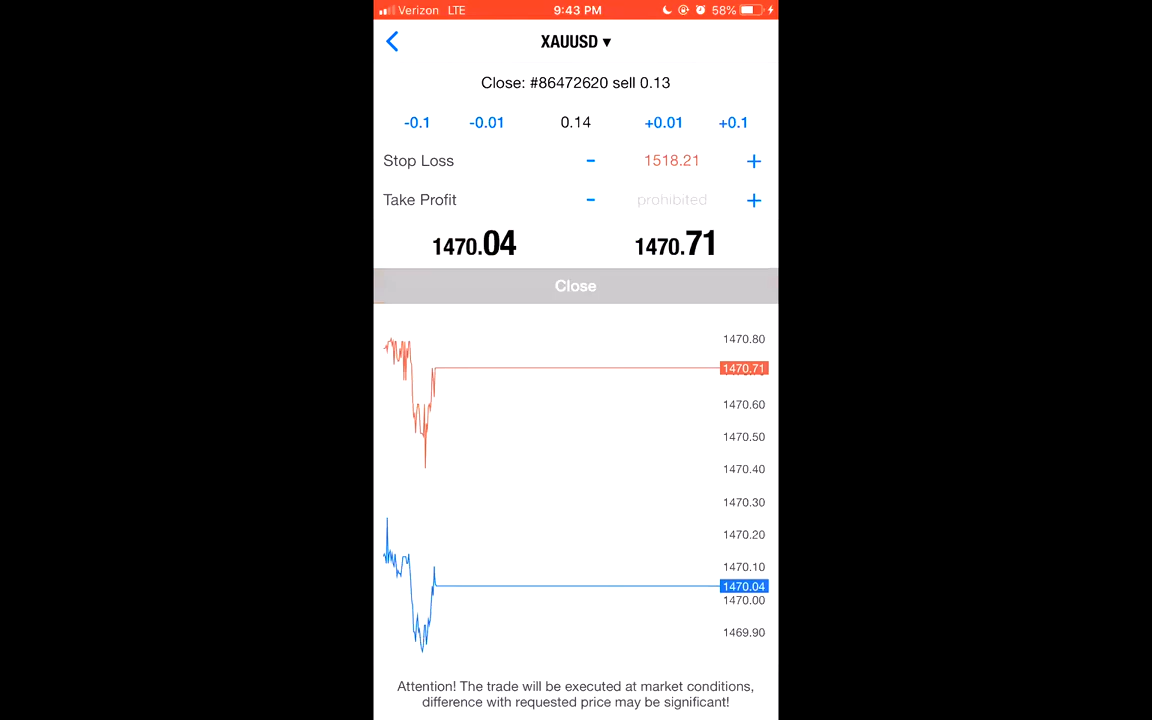 Verizon LTE 9:43 PM 58%
XAUUSD ▾
Close: #86472620 sell 0.13
-0.1 -0.01 0.14 +0.01 +0.1
Stop Loss - 1518.21 +
Take Profit - prohibited +
1470.04 1470.71
Close
1470.80
1470.71
1470.60
1470.50
1470.40
1470.30
1470.20
1470.10
1470.04
1470.00
1469.90
Attention! The trade will be executed at market conditions,
difference with requested price may be significant!